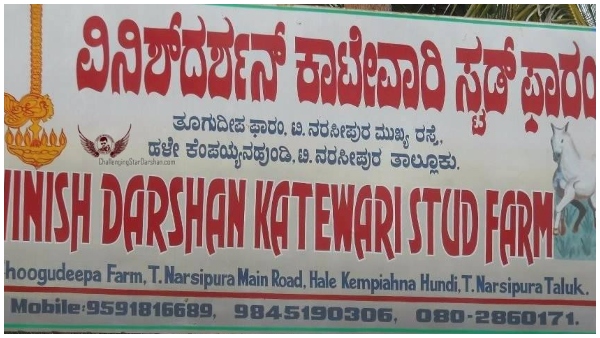 ವಿನಿಶ್‌ದರ್ಶನ್ ಕಾಟೇವಾರಿ ಸ್ಟಡ್ ಫಾರಂ
ತೂಗುದೀಪ ಫಾರಂ, ಟಿ. ನರಸೀಪುರ ಮುಖ್ಯ ರಸ್ತೆ,
ಹಳೇ ಕೆಂಪಯ್ಯನಹುಂಡಿ, ಟಿ. ನರಸೀಪುರ ತಾಲ್ಲೂಕು.
ChallengingStarDarshan.com
VINISH DARSHAN KATEWARI STUD FARM
hoogudeepa Farm, T. Narsipura Main Road, Hale Kempiahna Hundi, T. Narsipura Taluk.
Mobile:9591816689, 9845190306, 080-2860171.